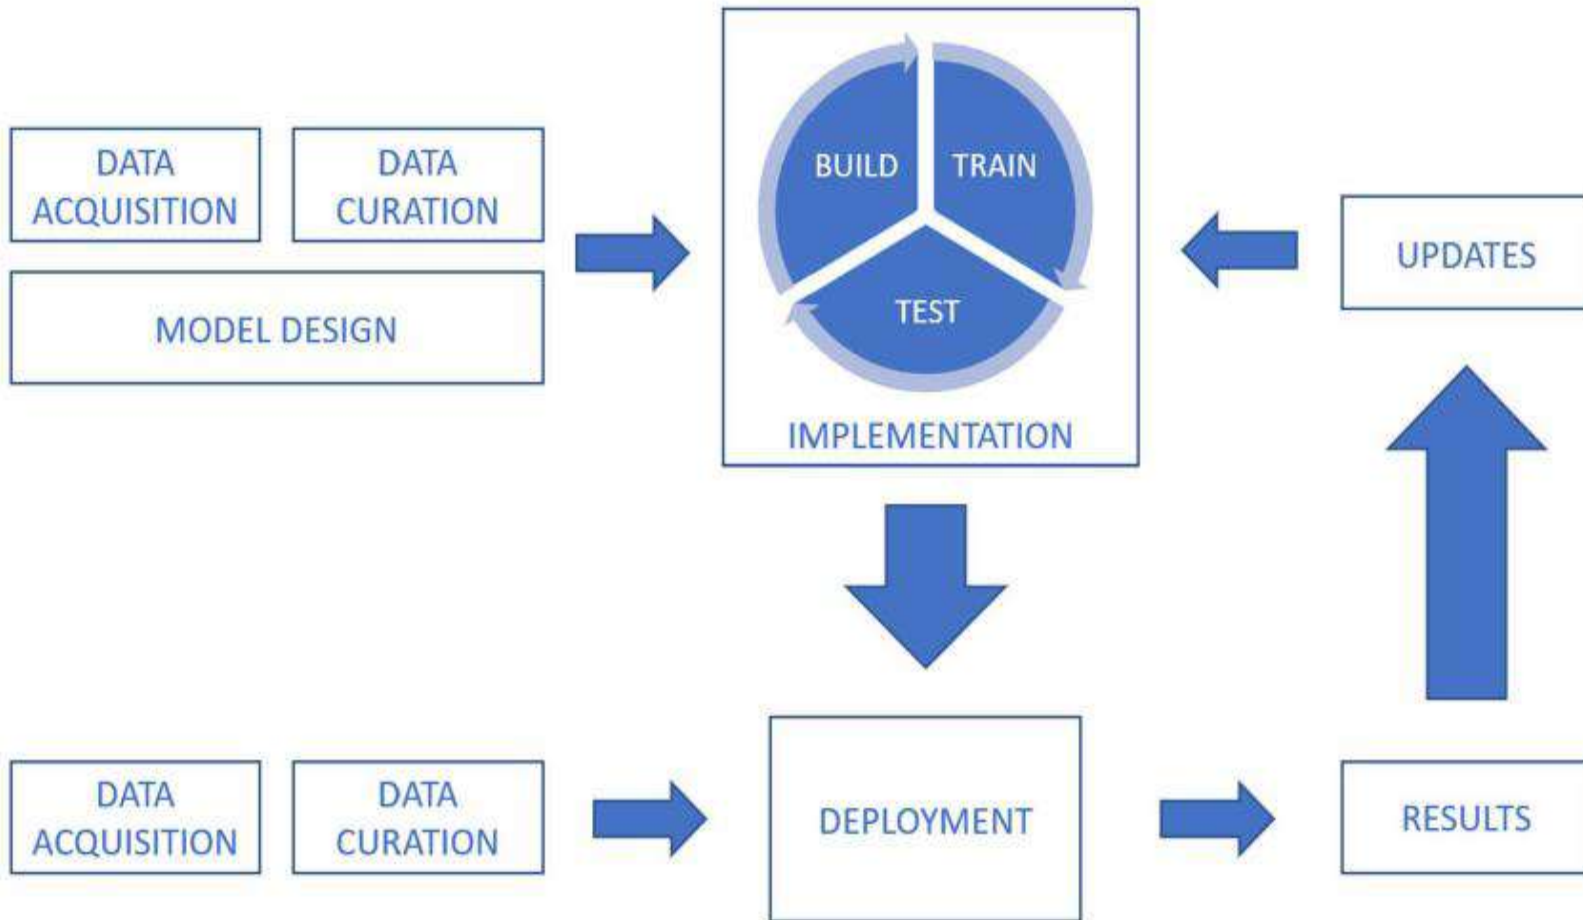 DATA
ACQUISITION
DATA
CURATION
MODEL DESIGN
BUILD
TRAIN
TEST
IMPLEMENTATION
UPDATES
DATA
ACQUISITION
DATA
CURATION
DEPLOYMENT
RESULTS